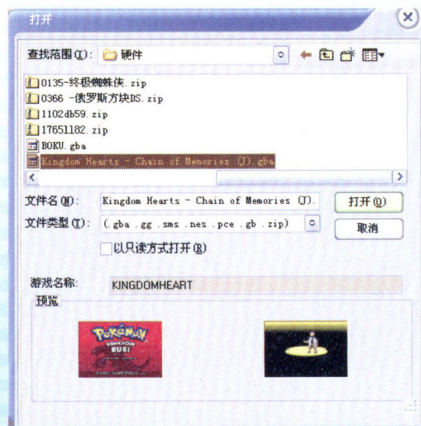 打开
查找范围(I): 硬件
0135-终极蜘蛛侠.zip
0366 -俄罗斯方块DS.zip
1102db59.zip
17651182.zip
BOKU.gba
Kingdom Hearts - Chain of Memories (J).gba
文件名(N): Kingdom Hearts - Chain of Memories (J). 打开(O)
文件类型(T): (.gba .gg .sms .nes .pce .gb .zip) 取消
以只读方式打开(R)
游戏名称: KINGDOMHEART
预览
POKéMON
EDICION
RUBI